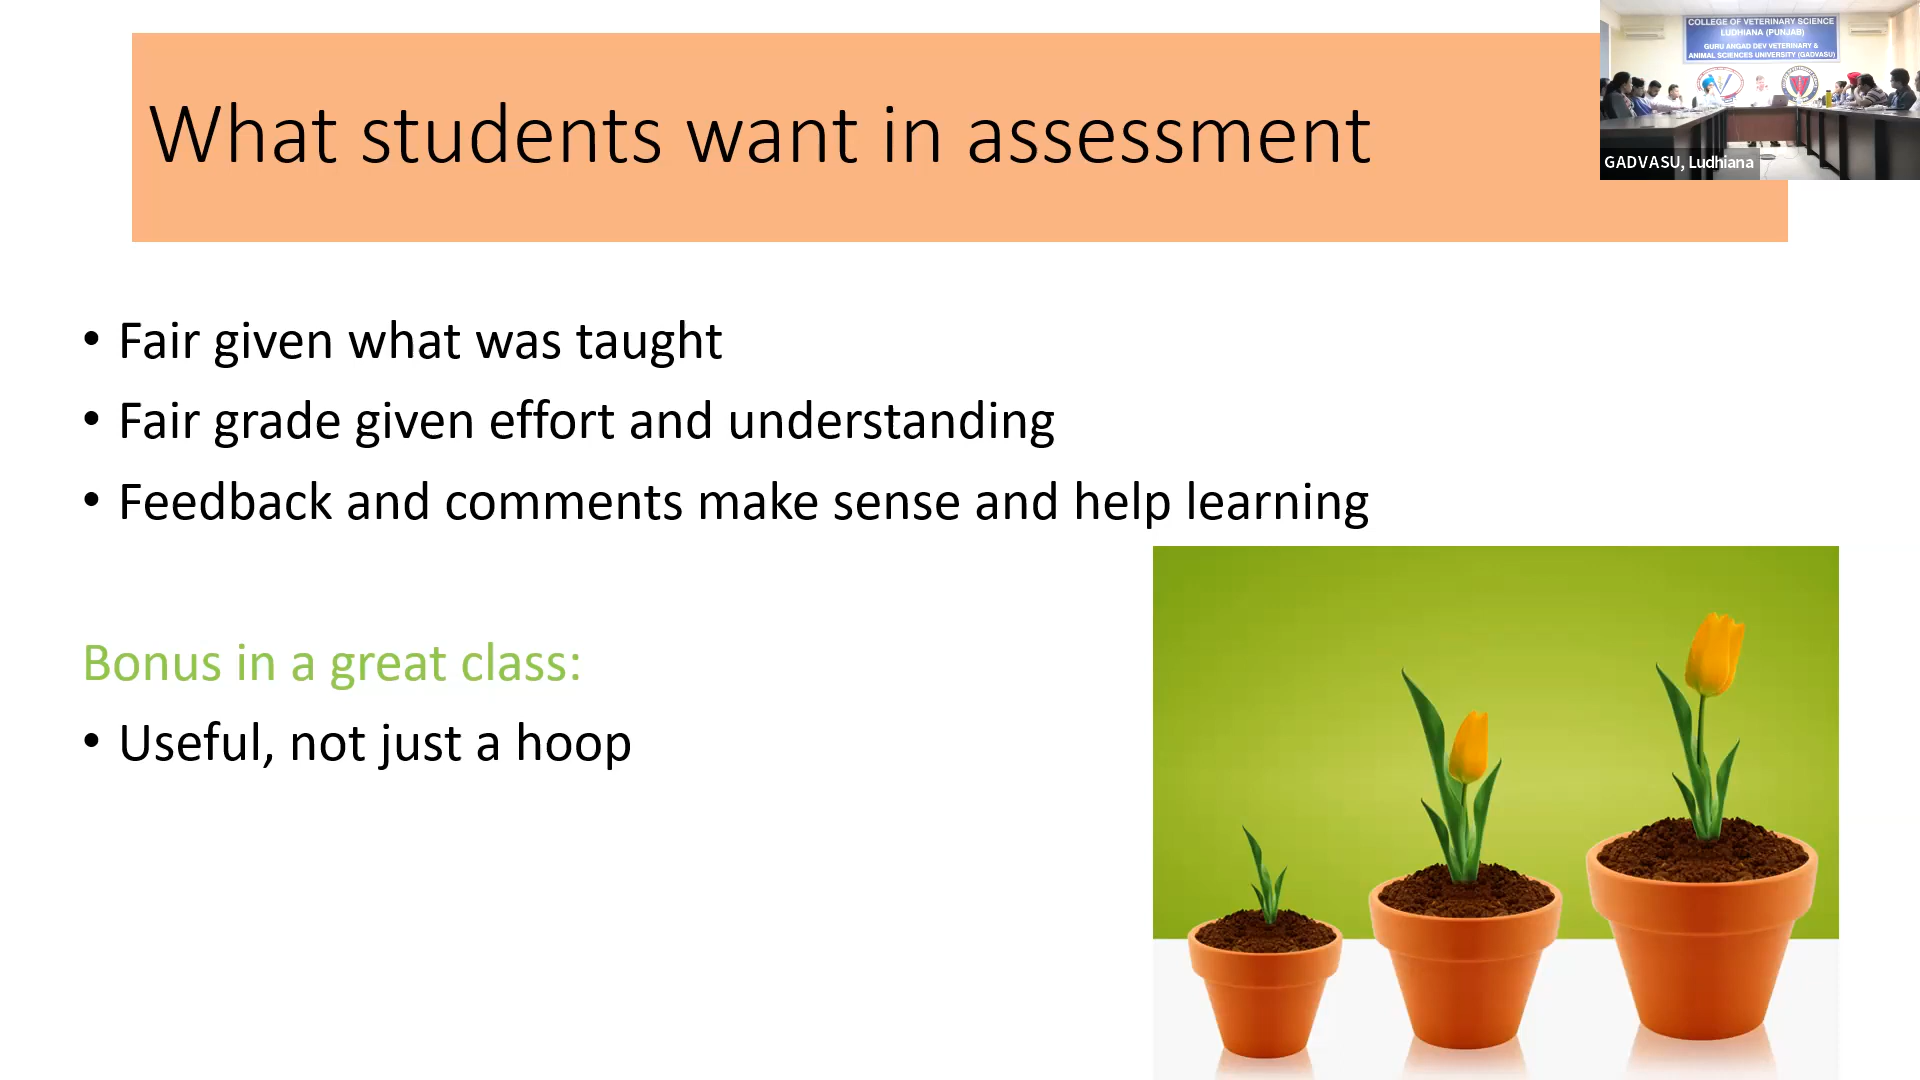 What students want in assessment
COLLEGE OF VETERINARY SCIENCE
LUDHIANA (PUNJAB)
GURU ANGAD DEV VETERINARY &
ANIMAL SCIENCES UNIVERSITY (GADVASU)
GADVASU, Ludhiana
• Fair given what was taught
• Fair grade given effort and understanding
• Feedback and comments make sense and help learning
Bonus in a great class:
• Useful, not just a hoop